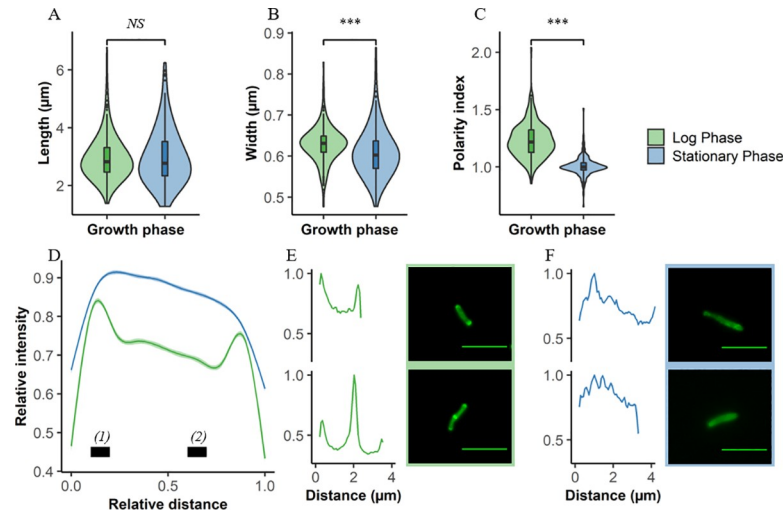 A
NS
Length (µm)
6
4
2
Growth phase
B
***
Width (µm)
0.9
0.8
0.7
0.6
0.5
Growth phase
C
***
Polarity index
2.0
1.5
1.0
Growth phase
Log Phase
Stationary Phase
D
Relative intensity
0.9
0.8
0.7
0.6
0.5
0.4
(1)
(2)
0.0
0.5
1.0
Relative distance
E
1.0
0.5
1.0
0.5
0
2
4
Distance (µm)
F
1.0
0.5
1.0
0.5
0
2
4
Distance (µm)